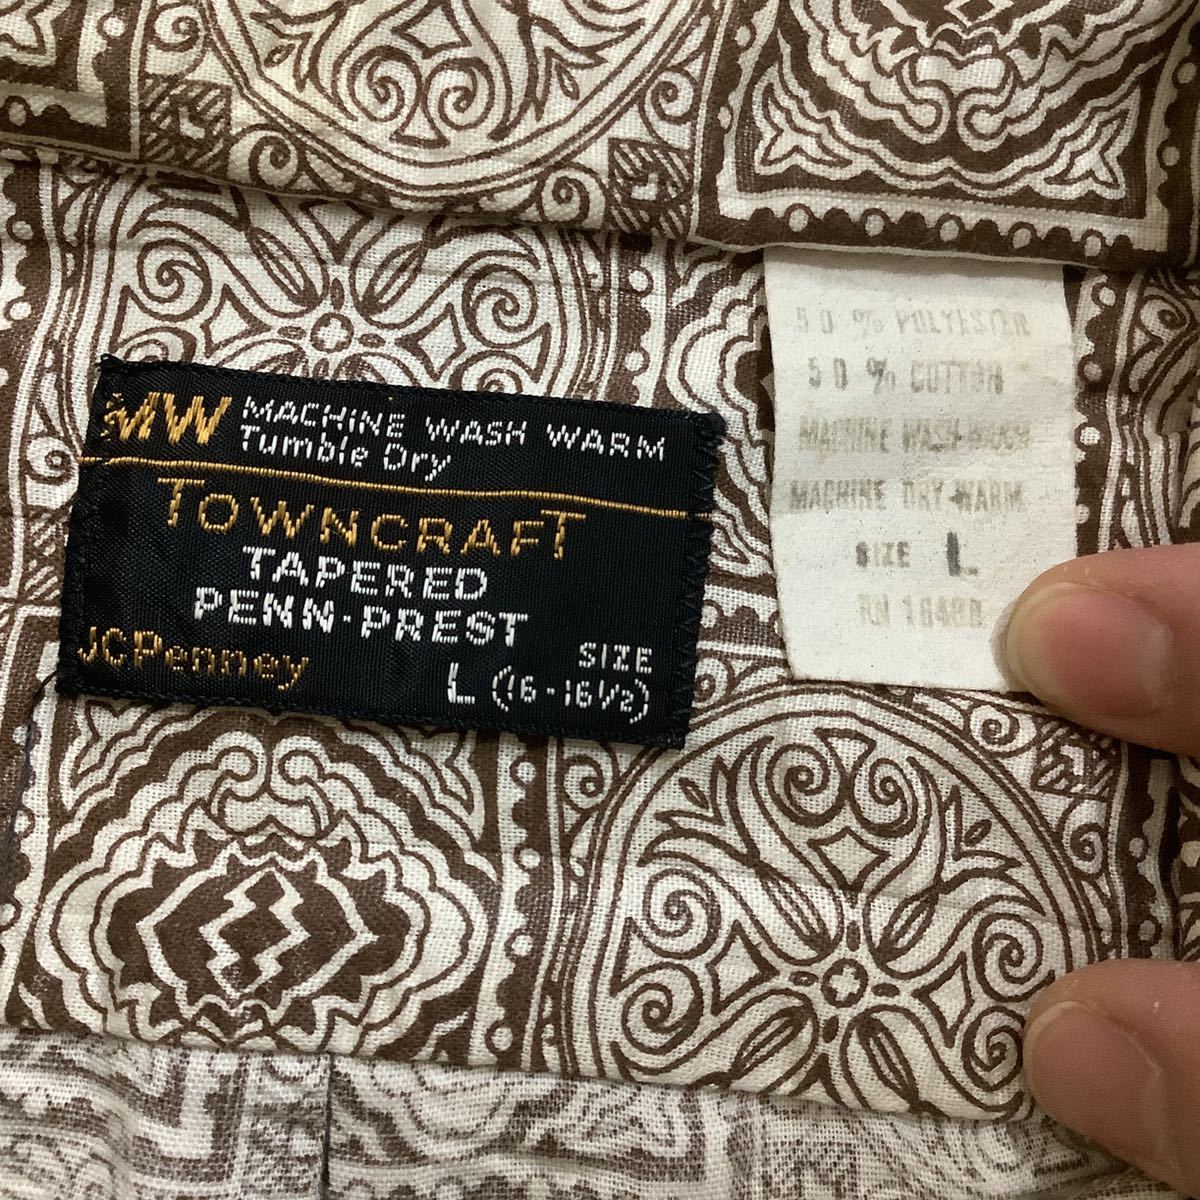 MW MACHINE WASH WARM
Tumble Dry
TOWNCRAFT
TAPERED
PENN-PREST
JCPenney
SIZE
L (16-16½)
50 % POLYESTER
50 % COTTON
MACHINE WASH
MACHINE DRY WARM
SIZE L
RN